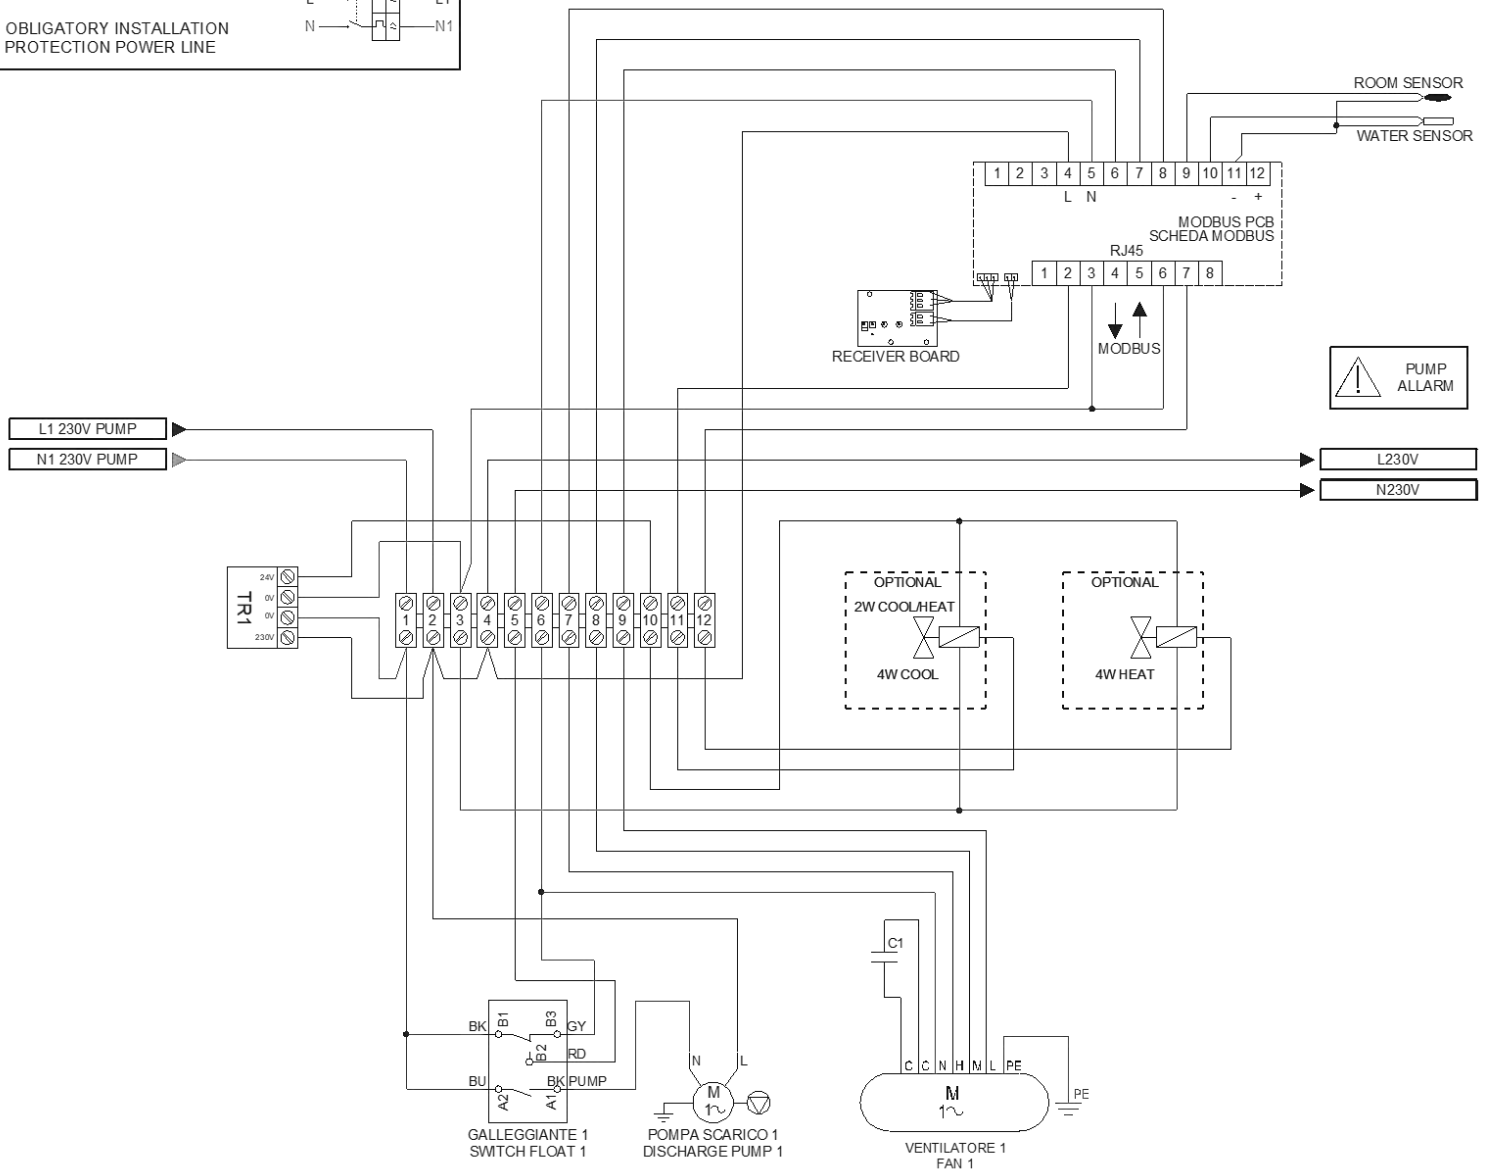 L L1
N N1
OBLIGATORY INSTALLATION
PROTECTION POWER LINE
ROOM SENSOR
WATER SENSOR
1 2 3 4 5 6 7 8 9 10 11 12
L N - +
MODBUS PCB
SCHEDA MODBUS
RJ45
1 2 3 4 5 6 7 8
MODBUS
RECEIVER BOARD
PUMP
ALLARM
L1 230V PUMP
N1 230V PUMP
L230V
N230V
TR1
24V
0V
0V
230V
1 2 3 4 5 6 7 8 9 10 11 12
OPTIONAL
2W COOL/HEAT
4W COOL
OPTIONAL
4W HEAT
C1
BK B1 B3 GY
B2 RD
BU A2 A1 BK PUMP
GALLEGGIANTE 1
SWITCH FLOAT 1
N L
M
1~
POMPA SCARICO 1
DISCHARGE PUMP 1
C C N H M L PE
M
1~
PE
VENTILATORE 1
FAN 1